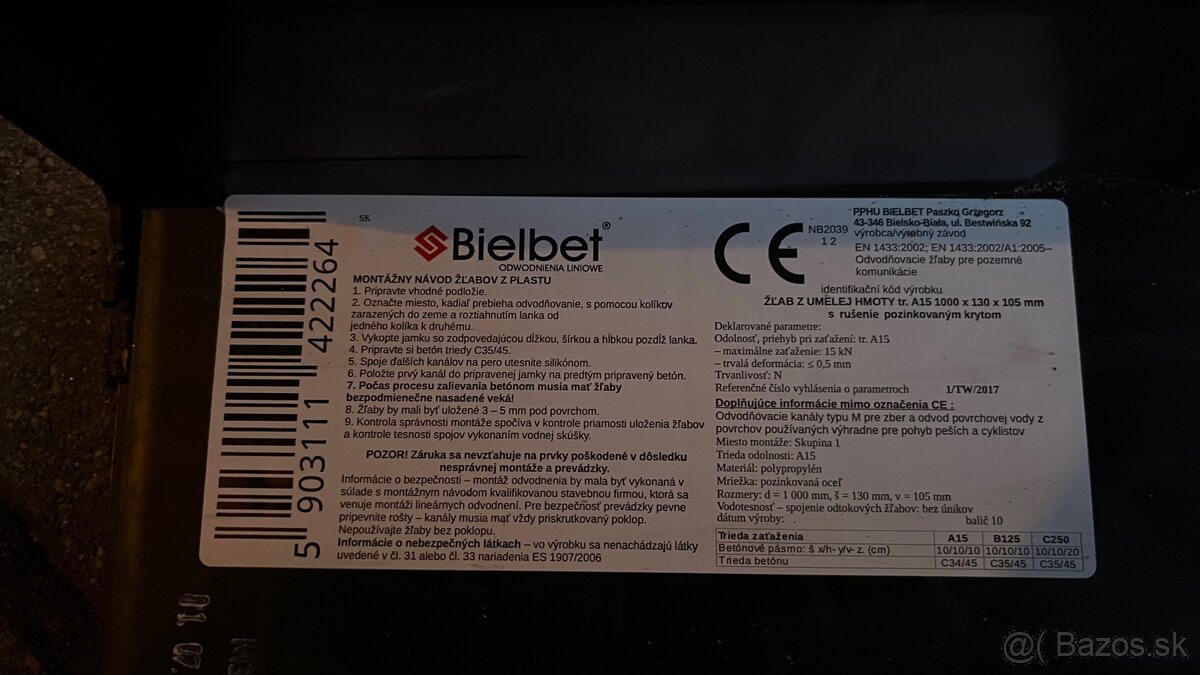 SK
Bielbet®
ODWODNIENIA LINIOWE
MONTÁŽNY NÁVOD ŽĽABOV Z PLASTU
1. Pripravte vhodné podložie.
2. Označte miesto, kadiaľ prebieha odvodňovanie, s pomocou kolíkov
zarazených do zeme a roztiahnutím lanka od
jedného kolíka k druhému.
3. Vykopte jamku so zodpovedajúcou dĺžkou, šírkou a hĺbkou pozdĺž lanka.
4. Pripravte si betón triedy C35/45.
5. Spoje ďalších kanálov na pero utesnite silikónom.
6. Položte prvý kanál do pripravenej jamky na predtým pripravený betón.
7. Počas procesu zalievania betónom musia mať žľaby
bezpodmienečne nasadené veká!
8. Žľaby by mali byť uložené 3 – 5 mm pod povrchom.
9. Kontrola správnosti montáže spočíva v kontrole priamosti uloženia žľabov
a kontrole tesnosti spojov vykonaním vodnej skúšky.
POZOR! Záruka sa nevzťahuje na prvky poškodené v dôsledku
nesprávnej montáže a prevádzky.
Informácie o bezpečnosti – montáž odvodnenia by mala byť vykonaná v
súlade s montážnym návodom kvalifikovanou stavebnou firmou, ktorá sa
venuje montáži lineárnych odvodnení. Pre bezpečnosť prevádzky pevne
pripevnite rošty – kanály musia mať vždy priskrutkovaný poklop.
Nepoužívajte žľaby bez poklopu.
Informácie o nebezpečných látkach – vo výrobku sa nenachádzajú látky
uvedené v čl. 31 alebo čl. 33 nariadenia ES 1907/2006
5 903111 422264
CE
NB2039
1 2
PPHU BIELBET Paszko Grzegorz
43-346 Bielsko-Biała, ul. Bestwińska 92
výrobca/výrobný závod
EN 1433:2002; EN 1433:2002/A1:2005–
Odvodňovacie žľaby pre pozemné
komunikácie
identifikační kód výrobku
ŽĽAB Z UMELEJ HMOTY tr. A15 1000 x 130 x 105 mm
s rušenie pozinkovaným krytom
Deklarované parametre:
Odolnosť, priehyb pri zaťažení: tr. A15
– maximálne zaťaženie: 15 kN
– trvalá deformácia: ≤ 0,5 mm
Trvanlivosť: N
Referenčné číslo vyhlásenia o parametroch 1/TW/2017
Doplňujúce informácie mimo označenia CE :
Odvodňovacie kanály typu M pre zber a odvod povrchovej vody z
povrchov používaných výhradne pre pohyb peších a cyklistov
Miesto montáže: Skupina 1
Trieda odolnosti: A15
Materiál: polypropylén
Mriežka: pozinkovaná oceľ
Rozmery: d = 1 000 mm, š = 130 mm, v = 105 mm
Vodotesnosť – spojenie odtokových žľabov: bez únikov
dátum výroby: balič 10
Trieda zaťaženia A15 B125 C250
Betónové pásmo: š x/h- y/v- z. (cm) 10/10/10 10/10/10 10/10/20
Trieda betónu C34/45 C35/45 C35/45
@( Bazos.sk